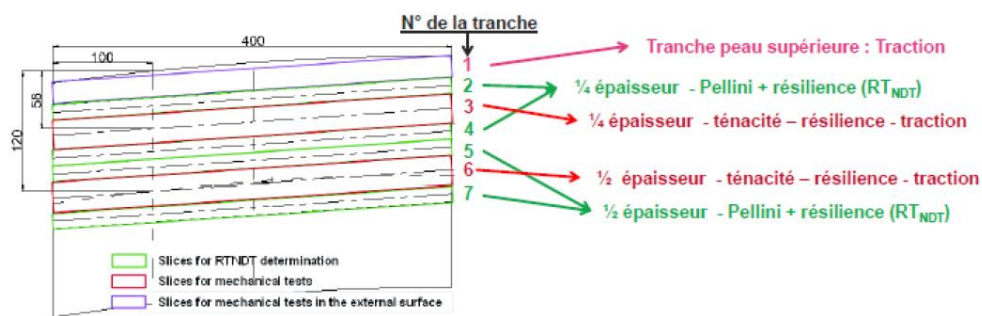 N° de la tranche
400
100
58
120
1
2
3
4
5
6
7
Tranche peau supérieure : Traction
¼ épaisseur - Pellini + résilience (RTNDT)
¼ épaisseur - ténacité – résilience - traction
½ épaisseur - ténacité – résilience - traction
½ épaisseur - Pellini + résilience (RTNDT)
Slices for RTNDT determination
Slices for mechanical tests
Slices for mechanical tests in the external surface